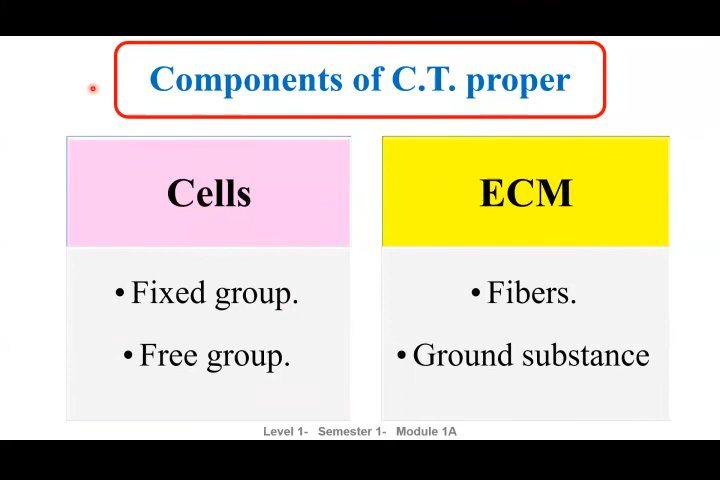 Components of C.T. proper
Cells
• Fixed group.
• Free group.
ECM
• Fibers.
• Ground substance
Level 1- Semester 1- Module 1A